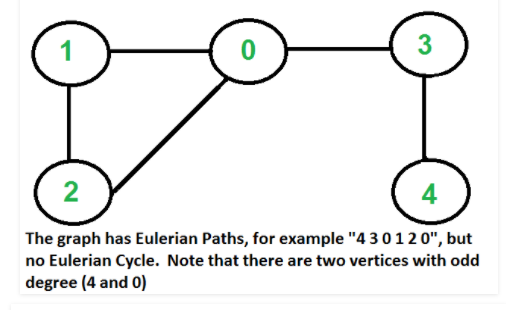 1 0 3
2 4
The graph has Eulerian Paths, for example "4 3 0 1 2 0", but
no Eulerian Cycle. Note that there are two vertices with odd
degree (4 and 0)